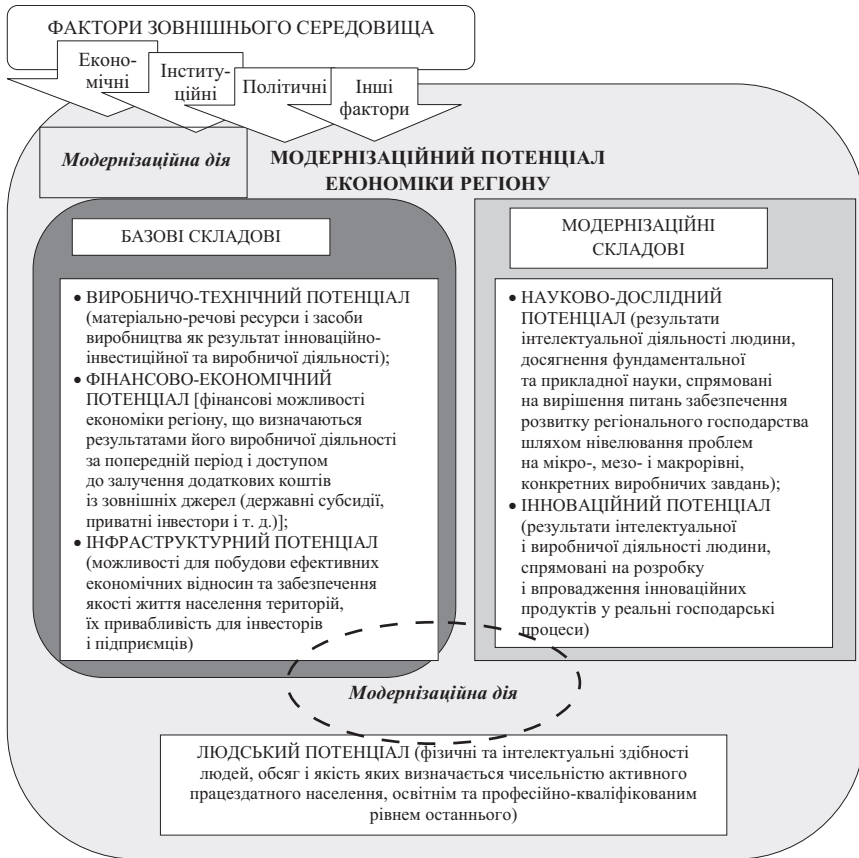 ФАКТОРИ ЗОВНІШНЬОГО СЕРЕДОВИЩА
Еконо-
мічні
Інститу-
ційні
Політичні
Інші
фактори
Модернізаційна дія
МОДЕРНІЗАЦІЙНИЙ ПОТЕНЦІАЛ
ЕКОНОМІКИ РЕГІОНУ
БАЗОВІ СКЛАДОВІ
• ВИРОБНИЧО-ТЕХНІЧНИЙ ПОТЕНЦІАЛ
(матеріально-речові ресурси і засоби
виробництва як результат інноваційно-
інвестиційної та виробничої діяльності);
• ФІНАНСОВО-ЕКОНОМІЧНИЙ
ПОТЕНЦІАЛ [фінансові можливості
економіки регіону, що визначаються
результатами його виробничої діяльності
за попередній період і доступом
до залучення додаткових коштів
із зовнішніх джерел (державні субсидії,
приватні інвестори і т. д.)];
• ІНФРАСТРУКТУРНИЙ ПОТЕНЦІАЛ
(можливості для побудови ефективних
економічних відносин та забезпечення
якості життя населення територій,
їх привабливість для інвесторів
і підприємців)
МОДЕРНІЗАЦІЙНІ
СКЛАДОВІ
• НАУКОВО-ДОСЛІДНИЙ
ПОТЕНЦІАЛ (результати
інтелектуальної діяльності людини,
досягнення фундаментальної
та прикладної науки, спрямовані
на вирішення питань забезпечення
розвитку регіонального господарства
шляхом нівелювання проблем
на мікро-, мезо- і макрорівні,
конкретних виробничих завдань);
• ІННОВАЦІЙНИЙ ПОТЕНЦІАЛ
(результати інтелектуальної
і виробничої діяльності людини,
спрямовані на розробку
і впровадження інноваційних
продуктів у реальні господарські
процеси)
Модернізаційна дія
ЛЮДСЬКИЙ ПОТЕНЦІАЛ (фізичні та інтелектуальні здібності
людей, обсяг і якість яких визначається чисельністю активного
працездатного населення, освітнім та професійно-кваліфікованим
рівнем останнього)